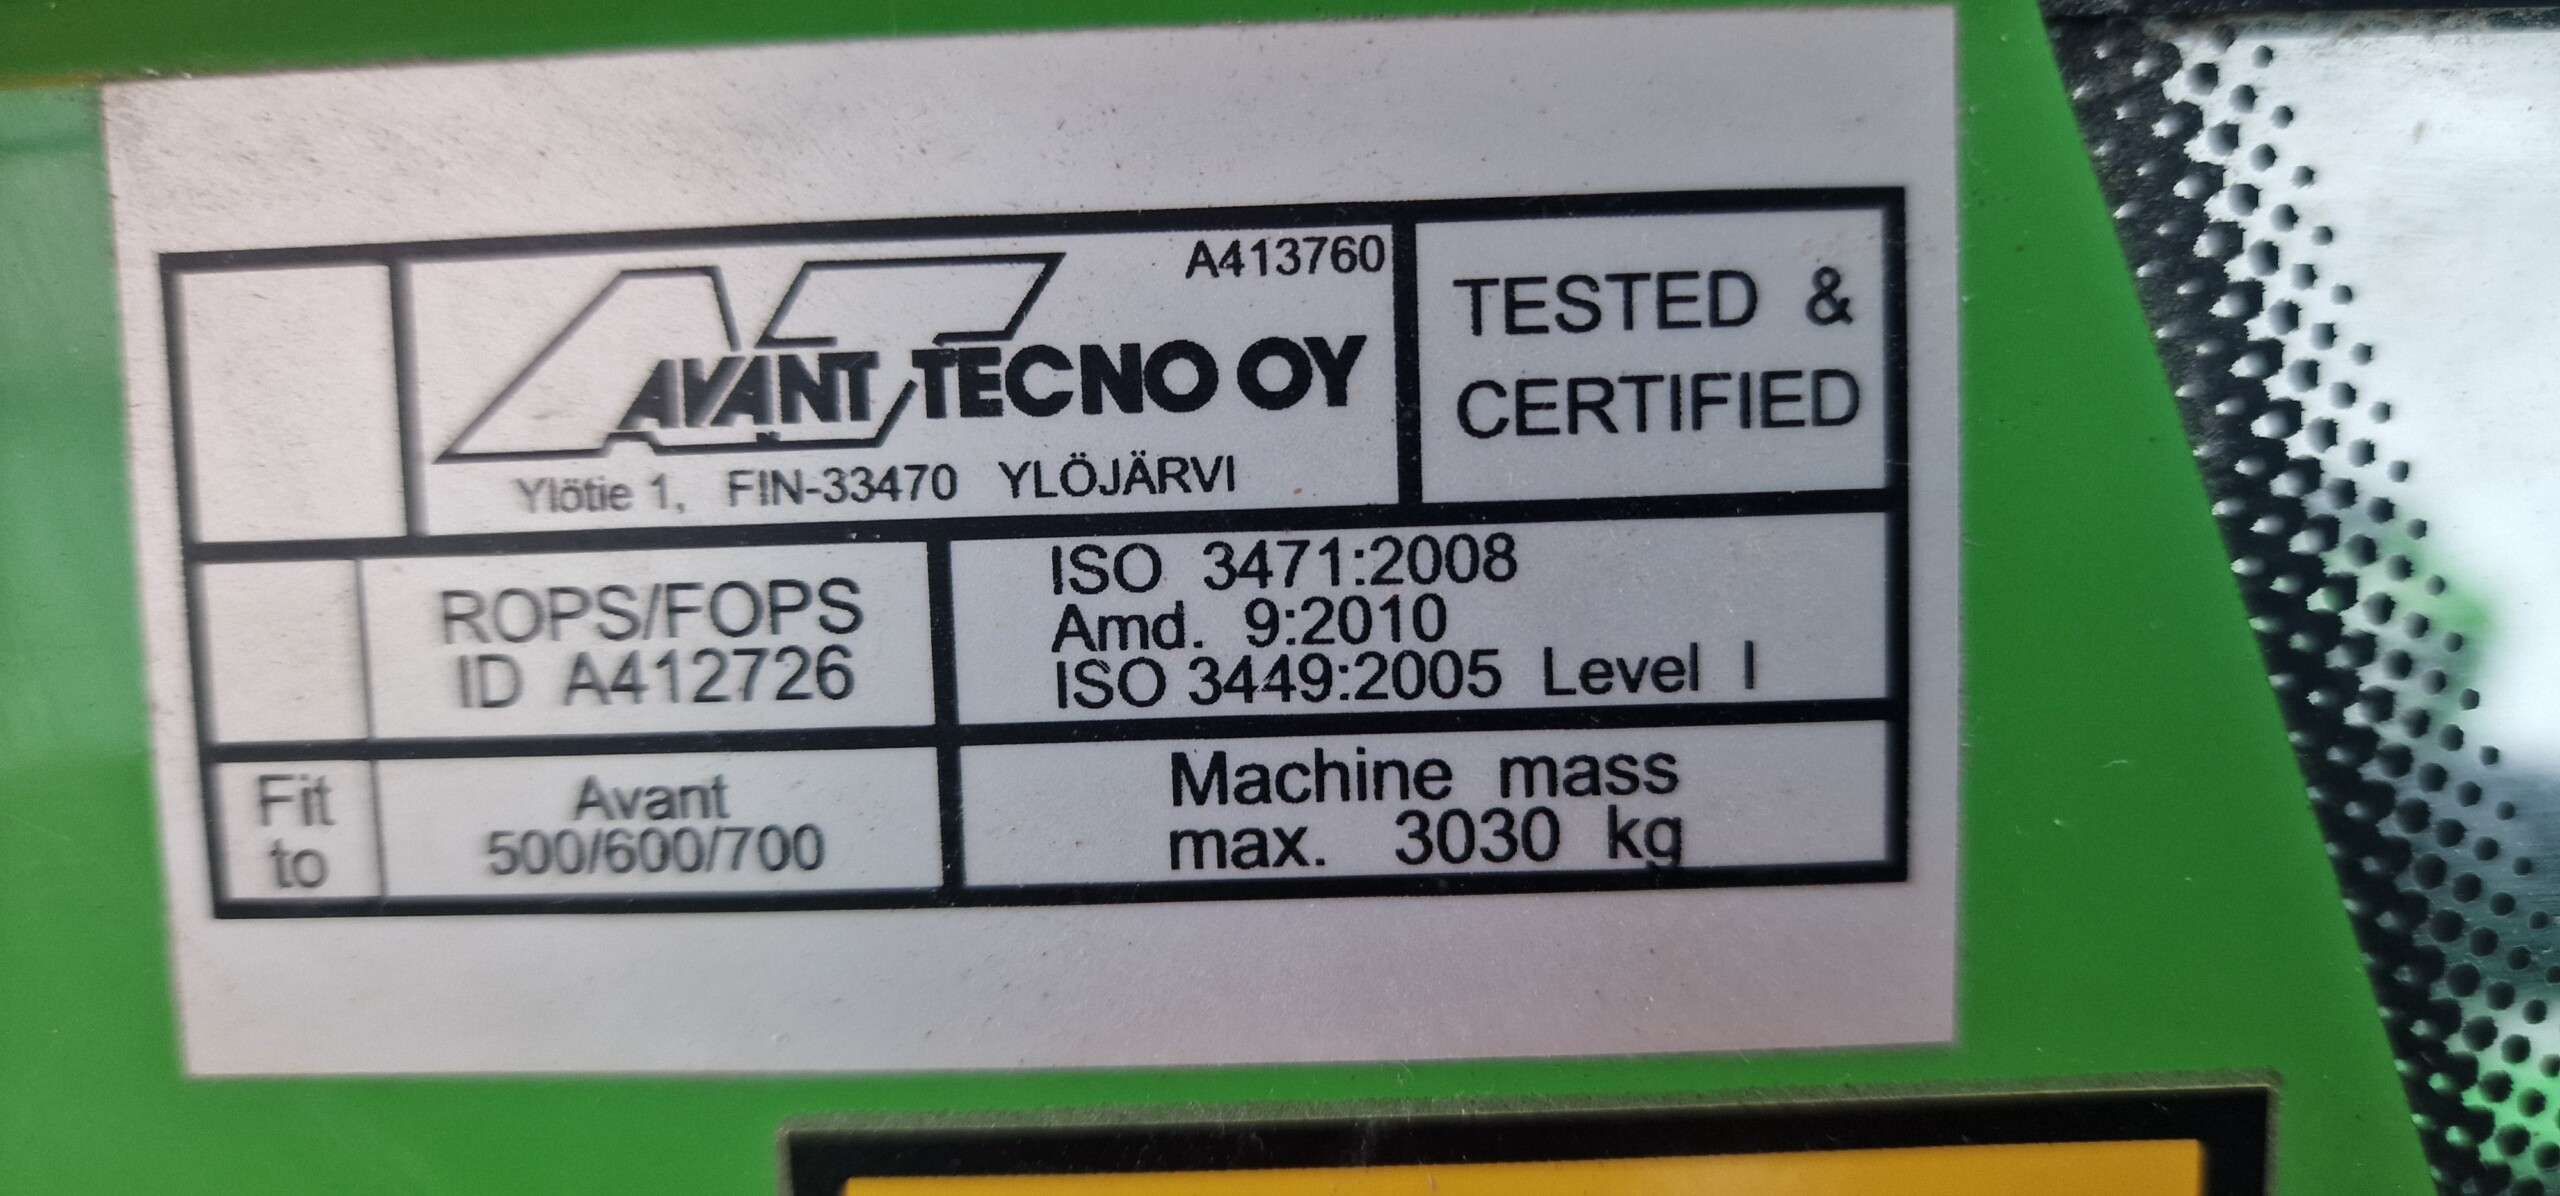 A413760
AVANT TECNO OY
Ylötie 1, FIN-33470 YLÖJÄRVI
TESTED &
CERTIFIED
ROPS/FOPS
ID A412726
ISO 3471:2008
Amd. 9:2010
ISO 3449:2005 Level I
Fit
to
Avant
500/600/700
Machine mass
max. 3030 kg